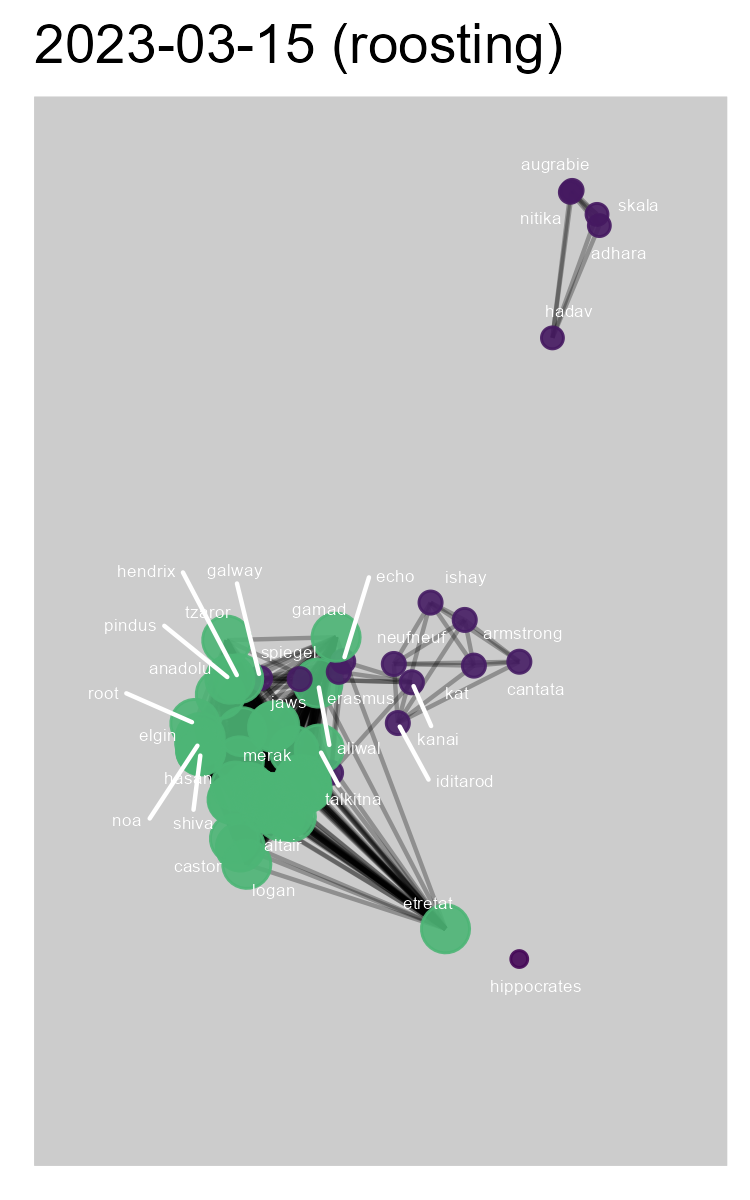 2023-03-15 (roosting)
augrabie
skala
nitika
adhara
hadav
hendrix
galway
echo
ishay
tzaror
gamad
pindus
neufneuf
armstrong
spiegel
anadolu
root
jaws
erasmus
kat
cantata
elgin
kanai
merak
aliwal
husan
iditarod
talkitna
noa
shiva
altair
castor
logan
etretat
hippocrates